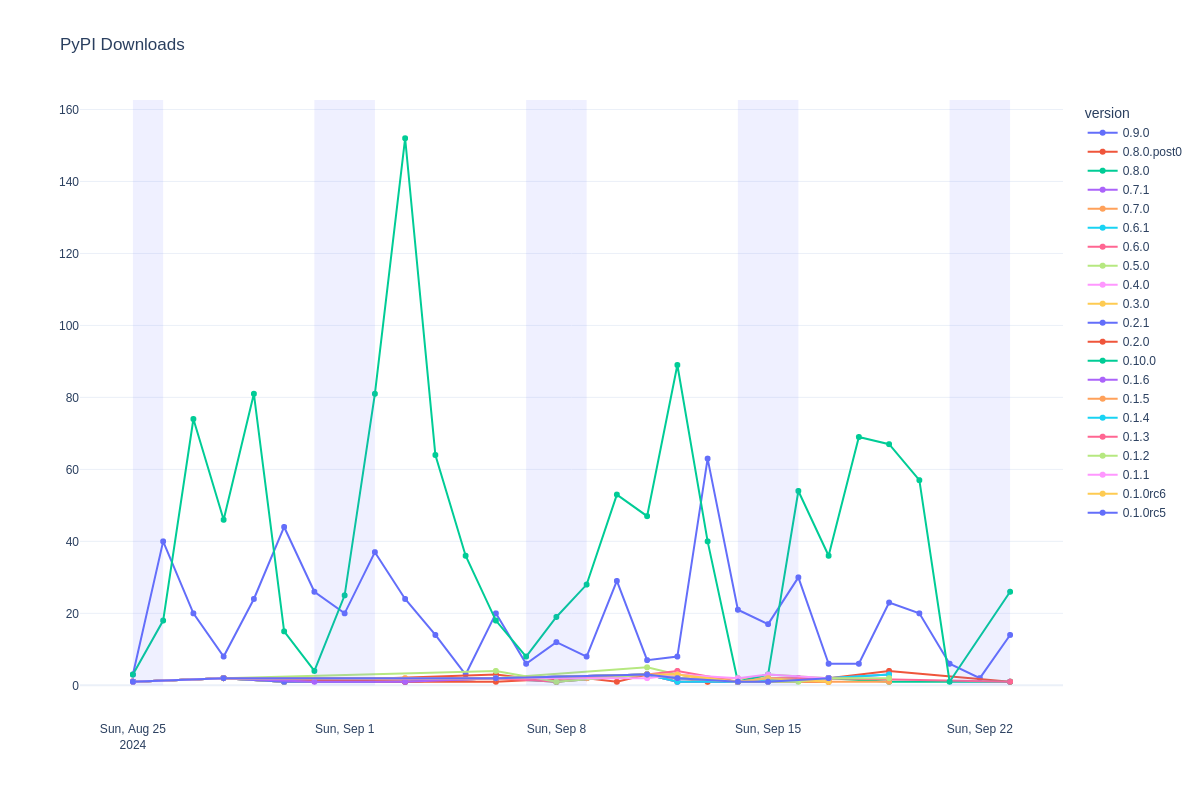 PyPI Downloads
160
140
120
100
80
60
40
20
0
Sun, Aug 25
2024
Sun, Sep 1
Sun, Sep 8
Sun, Sep 15
Sun, Sep 22
version
0.9.0
0.8.0.post0
0.8.0
0.7.1
0.7.0
0.6.1
0.6.0
0.5.0
0.4.0
0.3.0
0.2.1
0.2.0
0.10.0
0.1.6
0.1.5
0.1.4
0.1.3
0.1.2
0.1.1
0.1.0rc6
0.1.0rc5